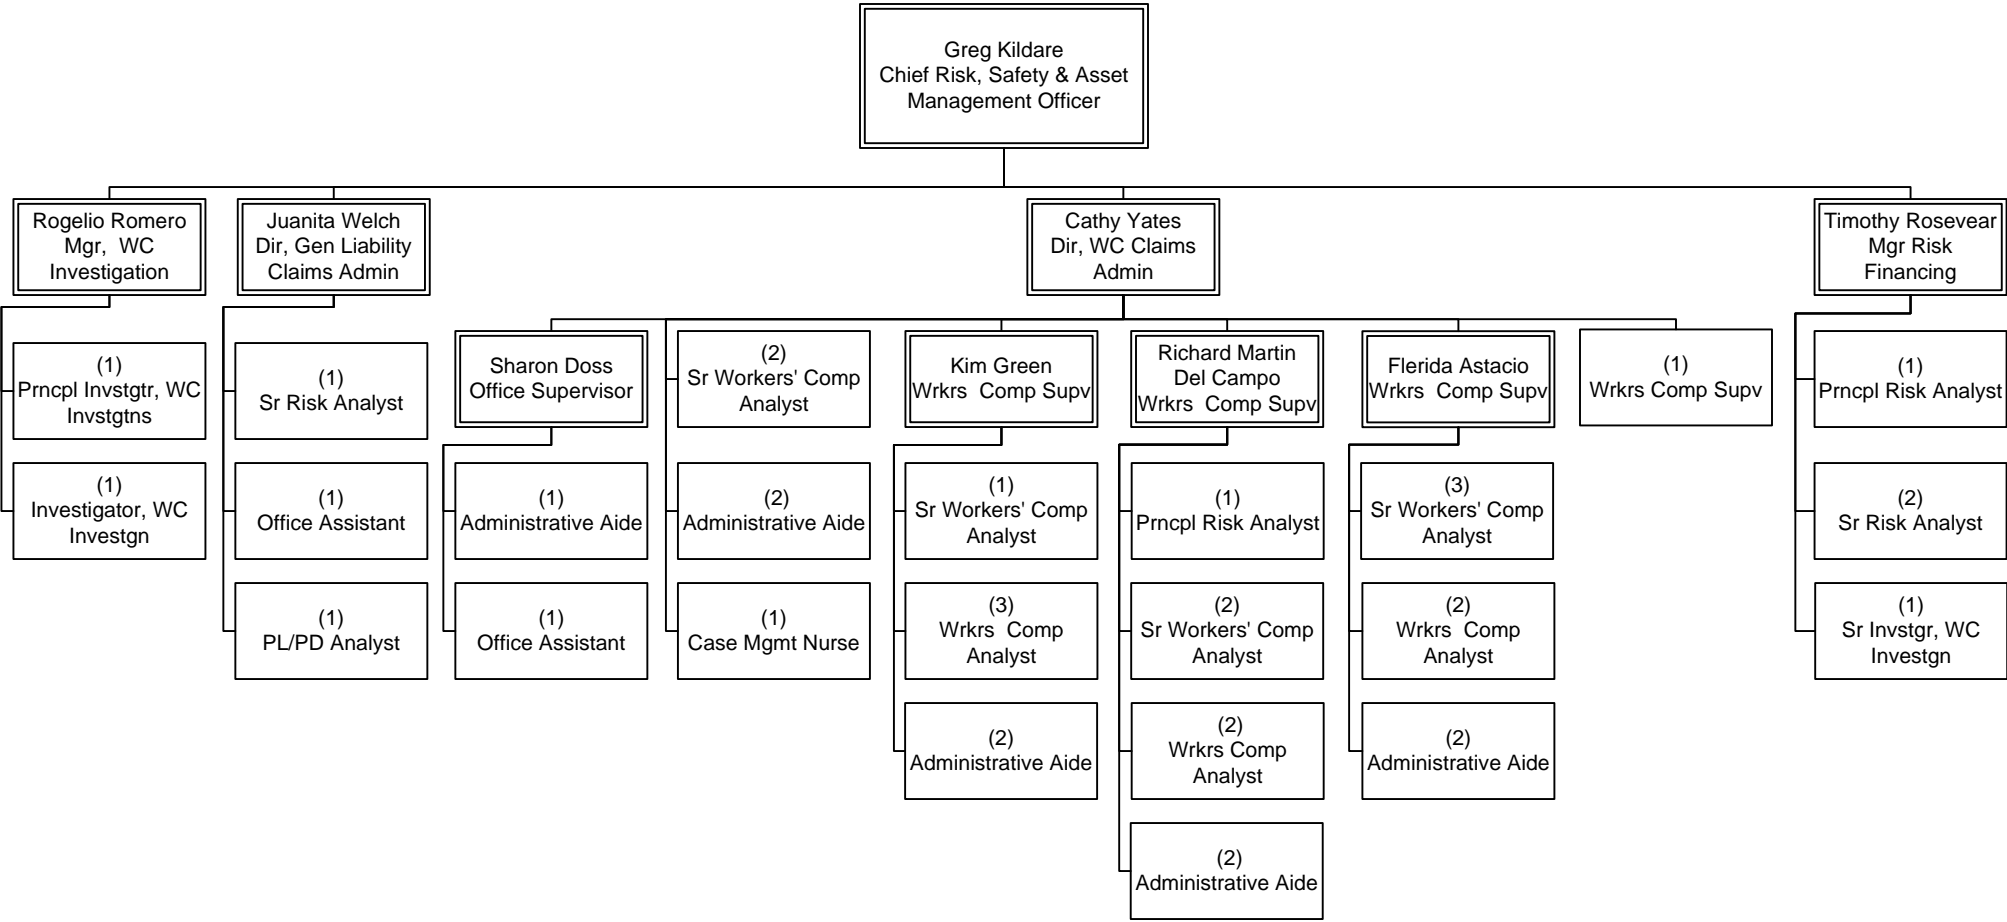 Greg Kildare
Chief Risk, Safety & Asset
Management Officer
Rogelio Romero
Mgr, WC
Investigation
Juanita Welch
Dir, Gen Liability
Claims Admin
Cathy Yates
Dir, WC Claims
Admin
Timothy Rosevear
Mgr Risk
Financing
(1)
Prncpl Invstgtr, WC
Invstgtns
(1)
Investigator, WC
Investgn
(1)
Sr Risk Analyst
(1)
Office Assistant
(1)
PL/PD Analyst
Sharon Doss
Office Supervisor
(1)
Administrative Aide
(1)
Office Assistant
(2)
Sr Workers' Comp
Analyst
(2)
Administrative Aide
(1)
Case Mgmt Nurse
Kim Green
Wrkrs Comp Supv
(1)
Sr Workers' Comp
Analyst
(3)
Wrkrs Comp
Analyst
(2)
Administrative Aide
Richard Martin
Del Campo
Wrkrs Comp Supv
(1)
Prncpl Risk Analyst
(2)
Sr Workers' Comp
Analyst
(2)
Wrkrs Comp
Analyst
(2)
Administrative Aide
Flerida Astacio
Wrkrs Comp Supv
(3)
Sr Workers' Comp
Analyst
(2)
Wrkrs Comp
Analyst
(2)
Administrative Aide
(1)
Wrkrs Comp Supv
(1)
Prncpl Risk Analyst
(2)
Sr Risk Analyst
(1)
Sr Invstgr, WC
Investgn